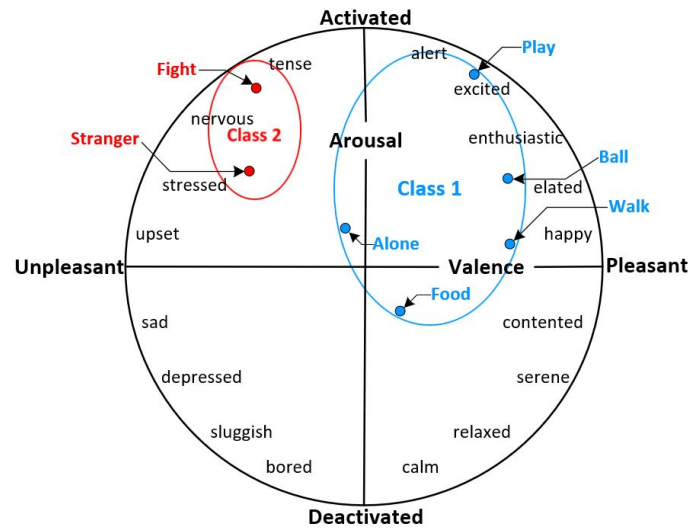 Activated
Play
alert
tense
Fight
excited
nervous
Class 2
enthusiastic
Stranger
Arousal
Ball
stressed
Class 1
elated
Walk
upset
Alone
happy
Unpleasant
Valence
Pleasant
Food
sad
contented
depressed
serene
sluggish
relaxed
bored
calm
Deactivated